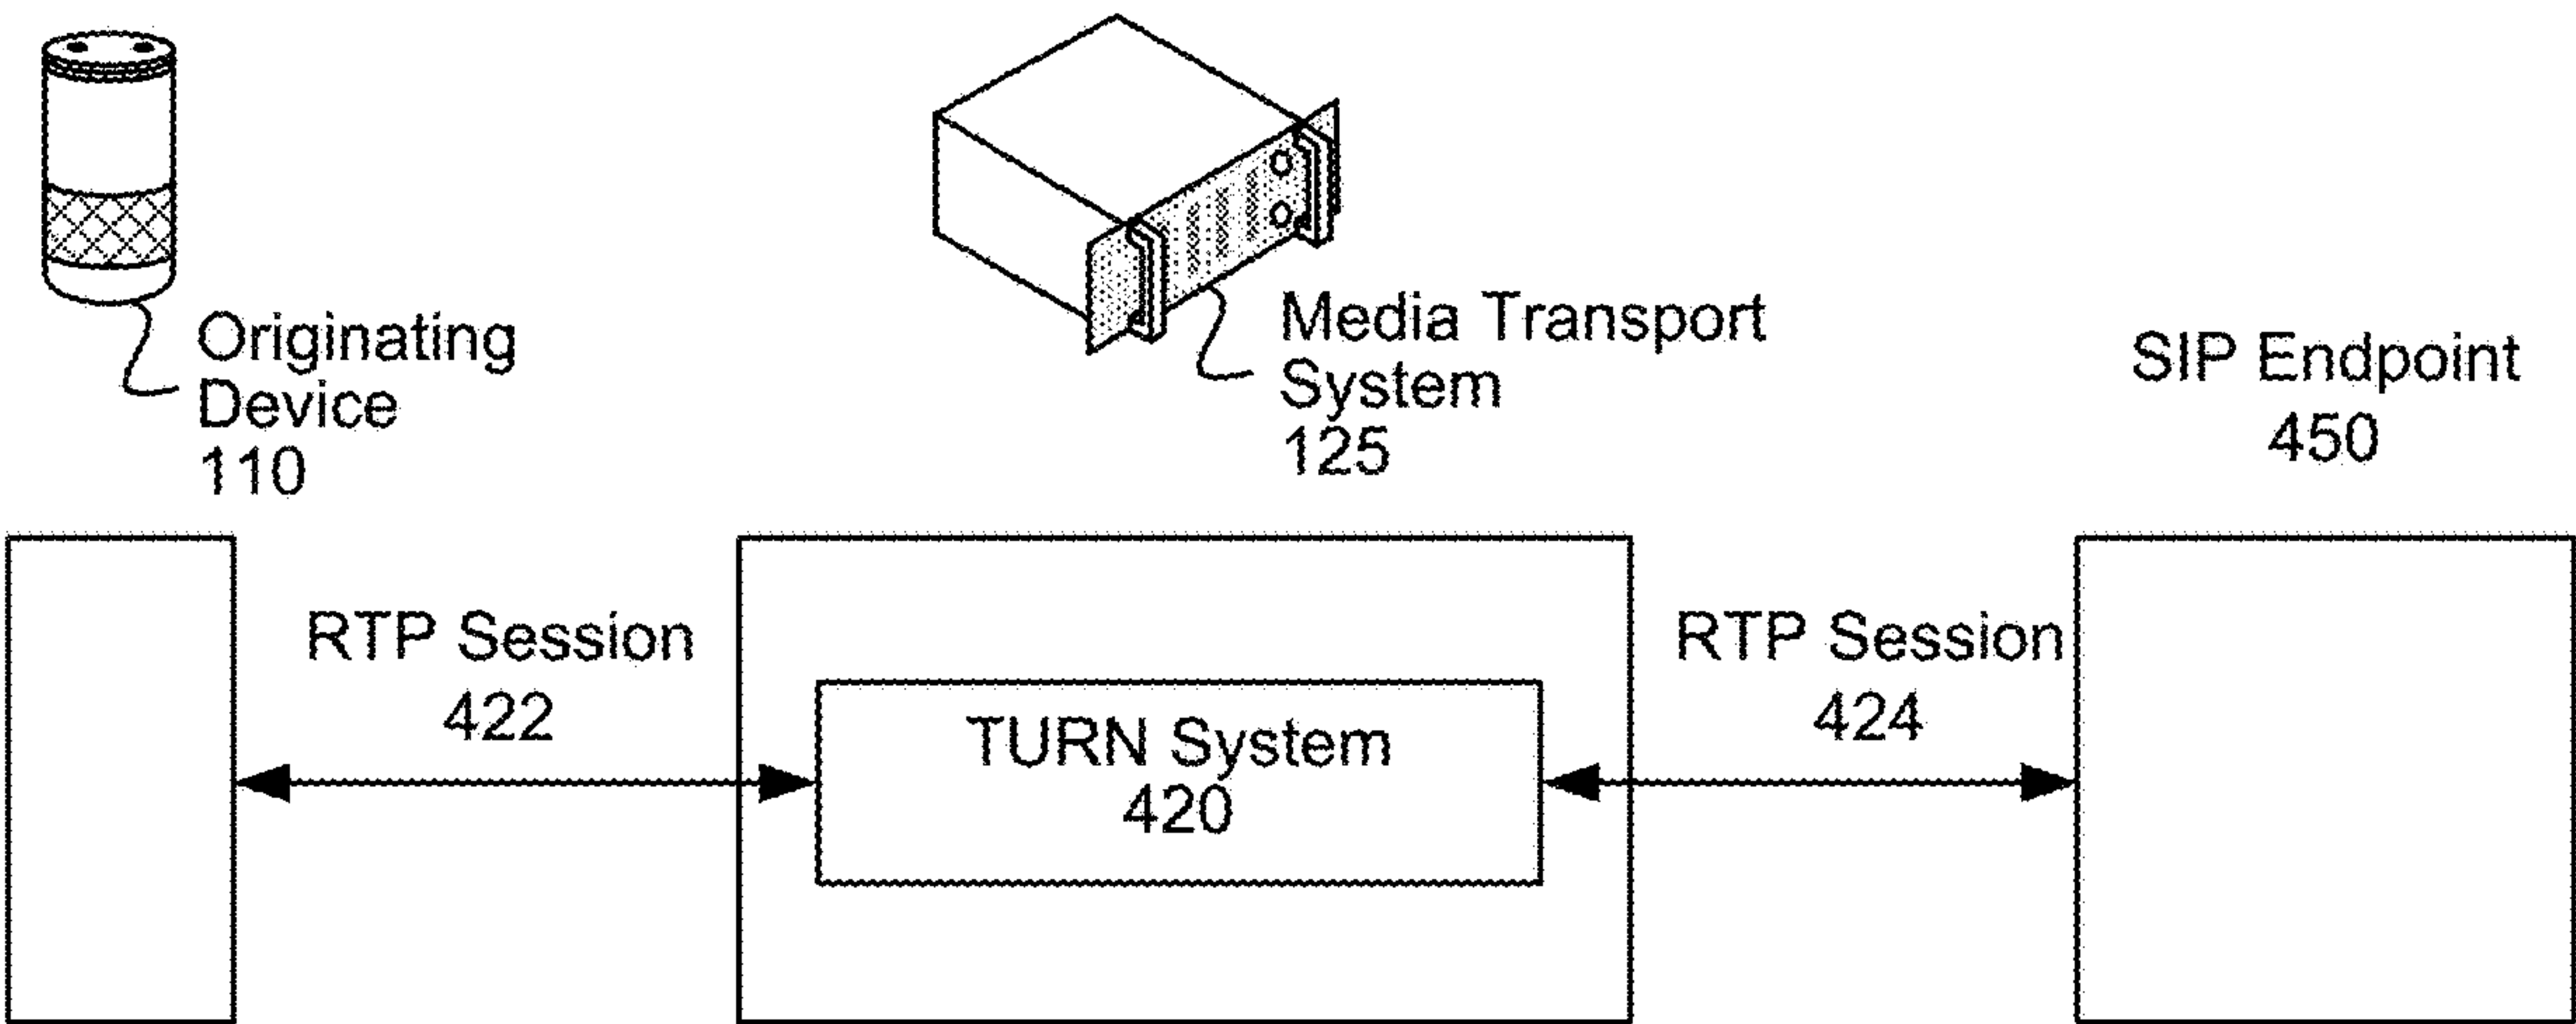 Originating
Device
110
Media Transport
System
125
SIP Endpoint
450
RTP Session
422
TURN System
420
RTP Session
424